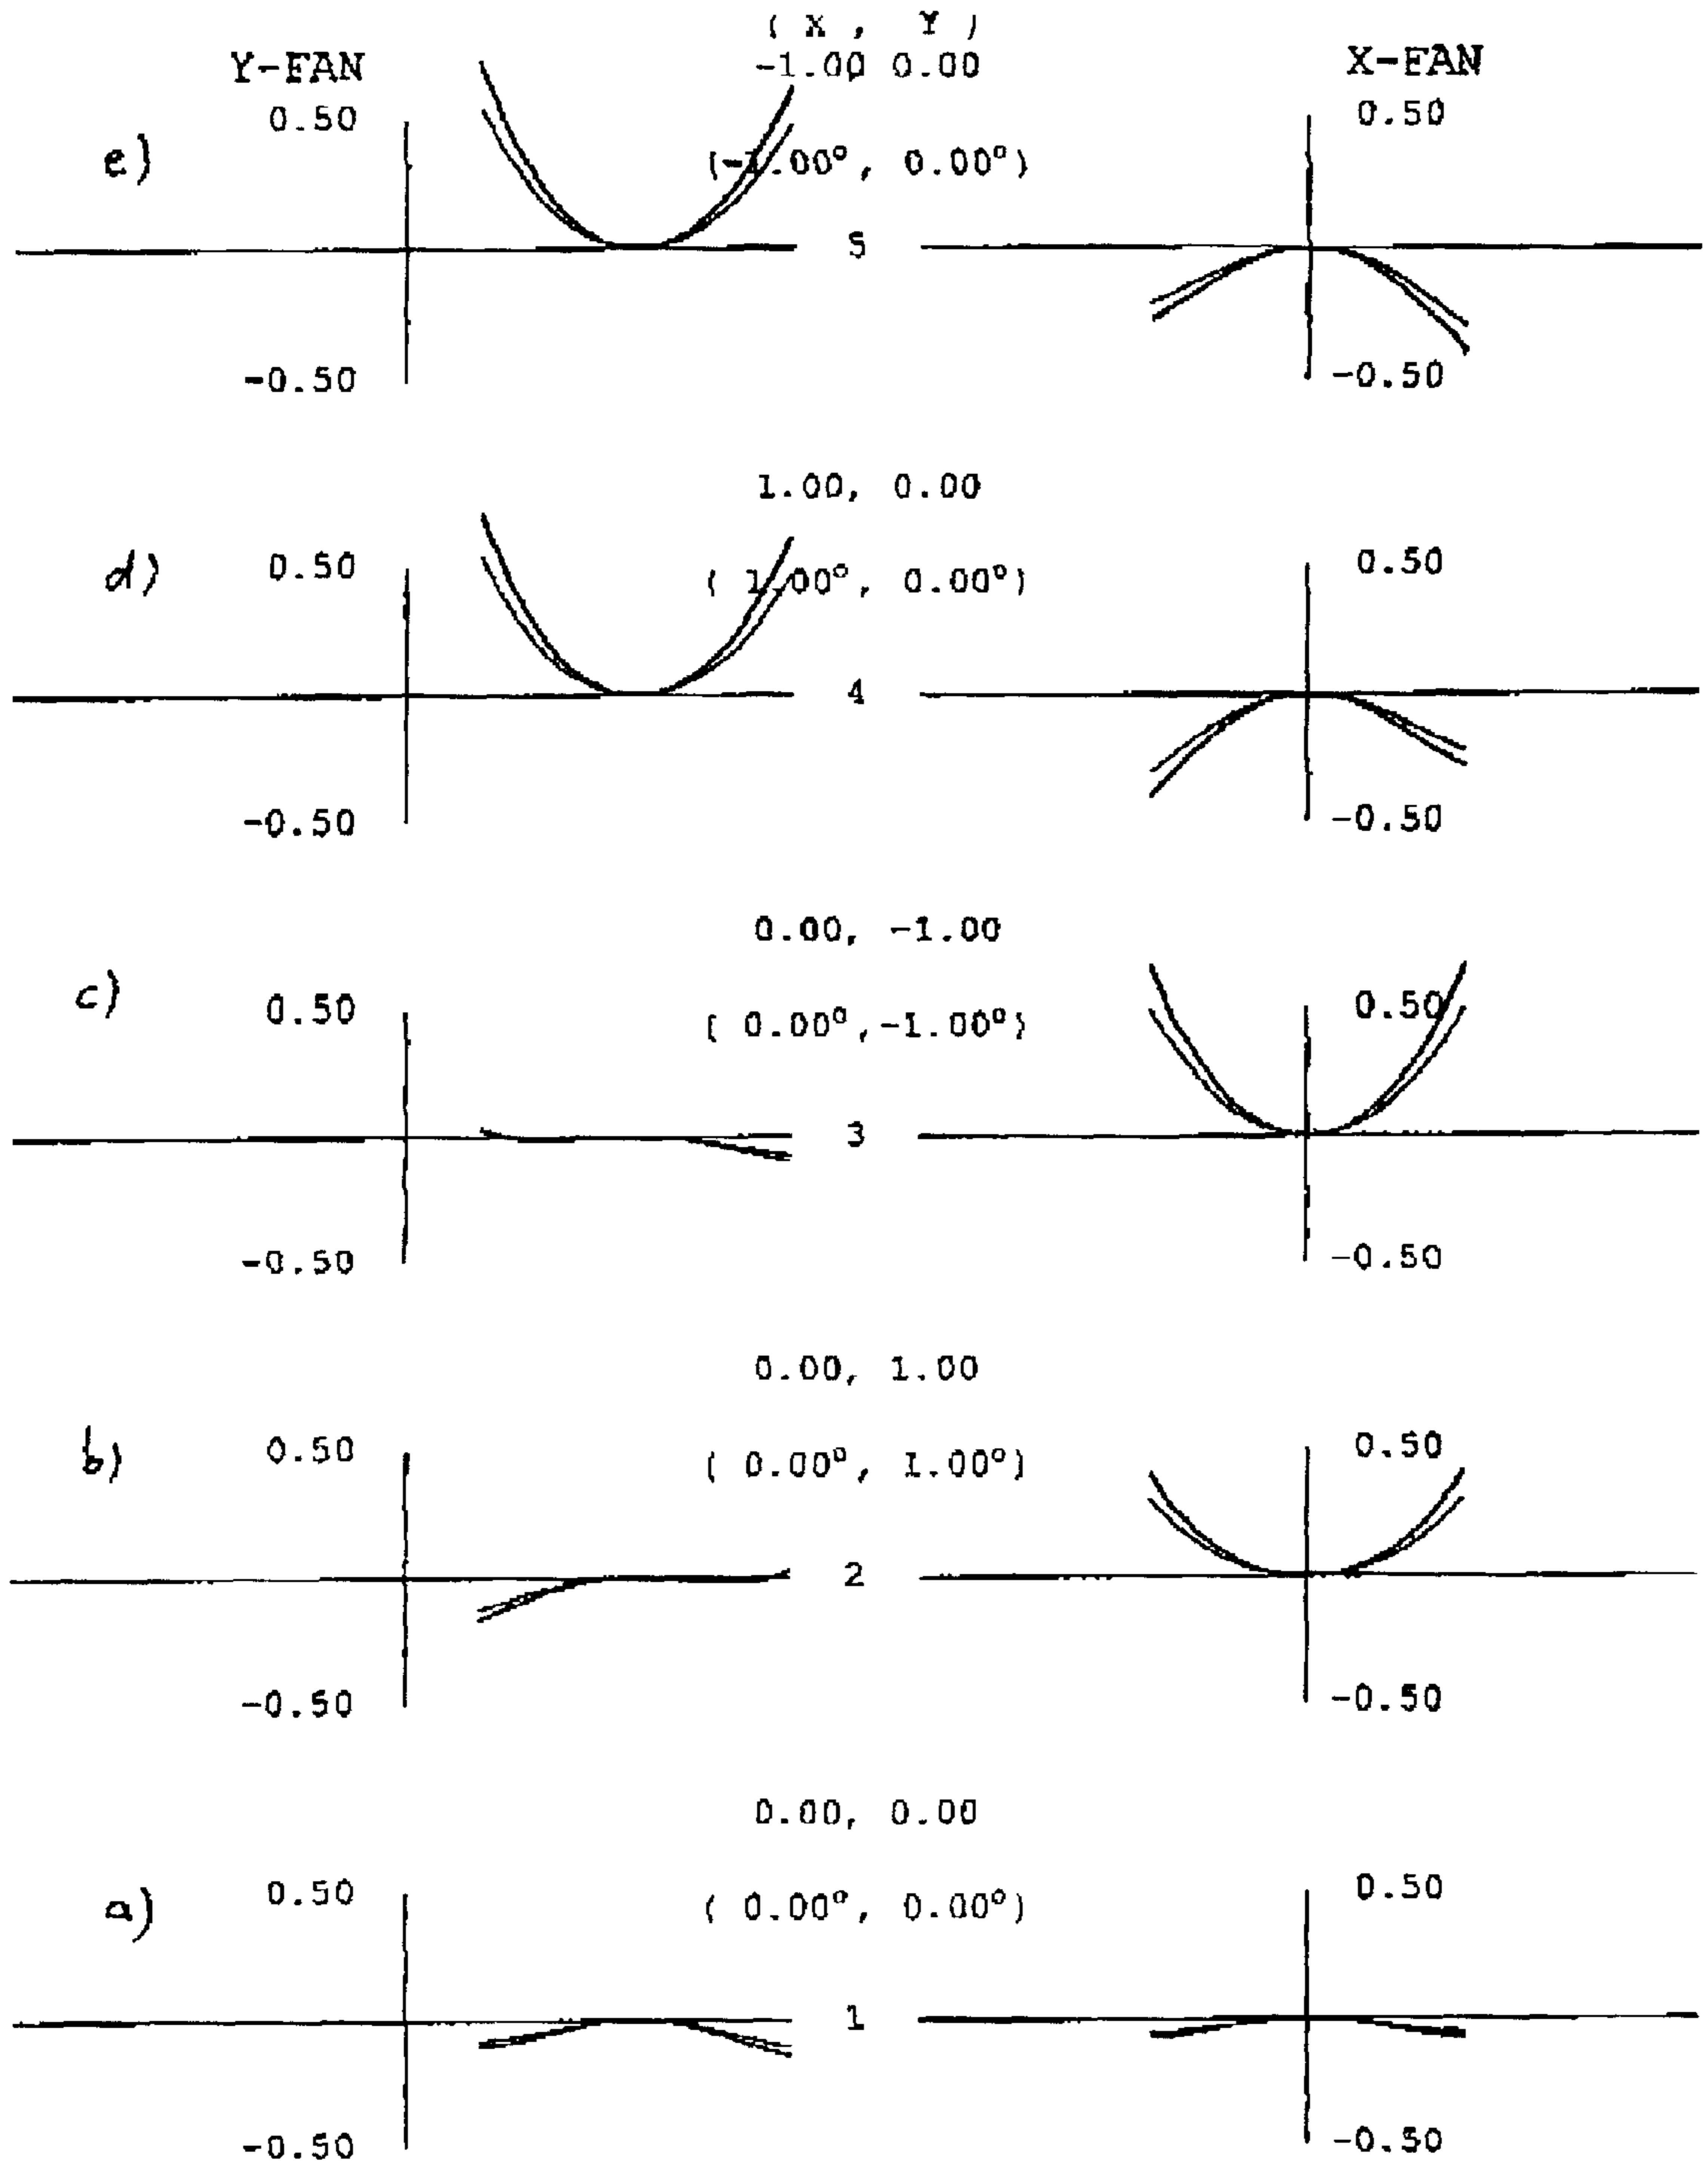 ( X , Y )
Y-FAN -1.00 0.00 X-FAN
0.50 0.50
e) (-1.00°, 0.00°)
5
-0.50 -0.50
1.00, 0.00
d) 0.50 ( 1.00°, 0.00°) 0.50
4
-0.50 -0.50
0.00, -1.00
c) 0.50 ( 0.00°,-1.00°) 0.50
3
-0.50 -0.50
0.00, 1.00
b) 0.50 ( 0.00°, 1.00°) 0.50
2
-0.50 -0.50
0.00, 0.00
a) 0.50 ( 0.00°, 0.00°) 0.50
1
-0.50 -0.50